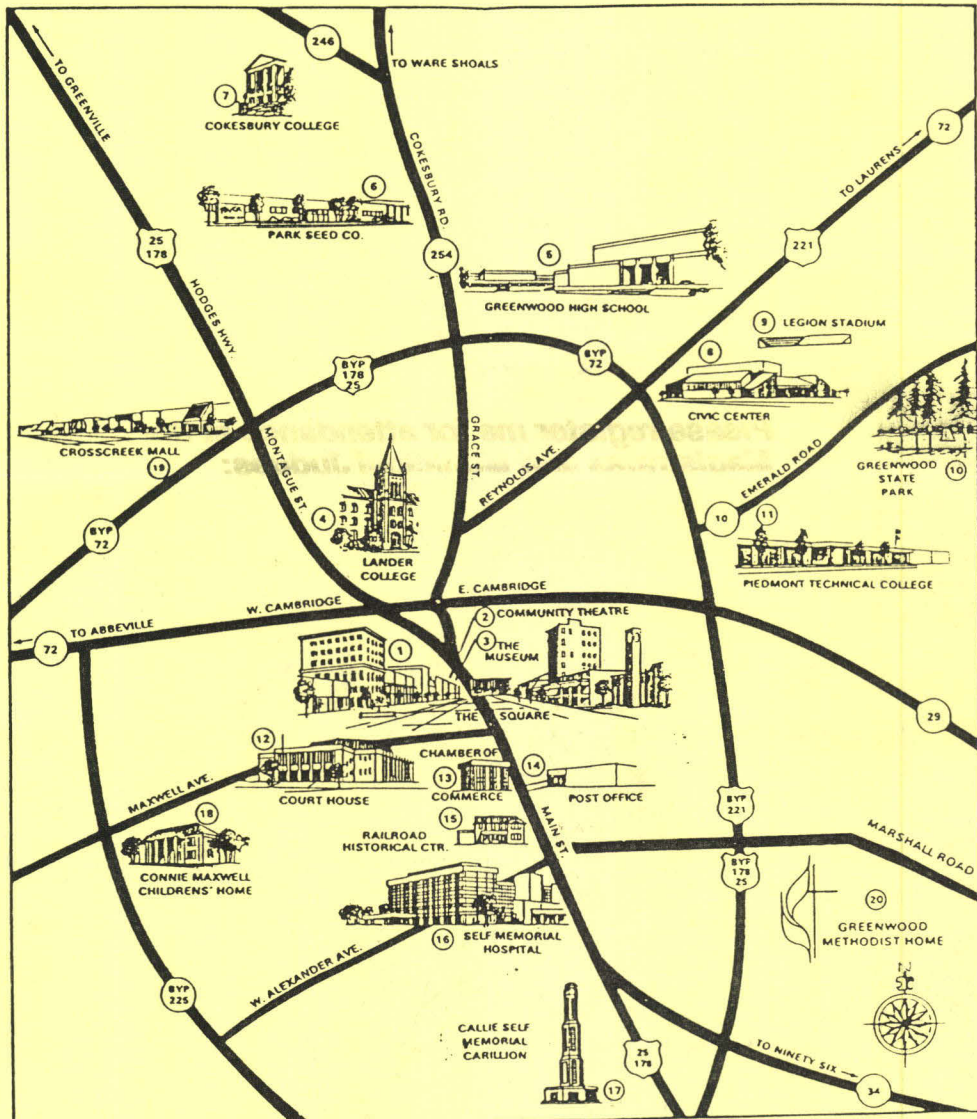 246
TO WARE SHOALS
TO GREENVILLE
7
COKESBURY COLLEGE
72
TO LAURENS
COKESBURY RD.
6
PARK SEED CO.
25
178
254
221
5
GREENWOOD HIGH SCHOOL
HODGES HWY.
9 LEGION STADIUM
BYP
178
25
BYP
72
8
CIVIC CENTER
CROSSCREEK MALL
19
MONTAGUE ST.
GRACE ST.
REYNOLDS AVE.
EMERALD ROAD
GREENWOOD
STATE
PARK
10
4
LANDER
COLLEGE
10
11
PIEDMONT TECHNICAL COLLEGE
BYP
72
W. CAMBRIDGE
E. CAMBRIDGE
TO ABBEVILLE
72
2 COMMUNITY THEATRE
3 THE
MUSEUM
1
THE SQUARE
29
12
COURT HOUSE
CHAMBER OF
13
COMMERCE
14
POST OFFICE
MAXWELL AVE.
BYP
221
18
CONNIE MAXWELL
CHILDRENS' HOME
15
RAILROAD
HISTORICAL CTR.
MAIN ST.
MARSHALL ROAD
BYP
178
25
16 SELF MEMORIAL
HOSPITAL
20
GREENWOOD
METHODIST HOME
W. ALEXANDER AVE.
BYP
225
N
CALLIE SELF
MEMORIAL
CARILLION
17
25
178
TO NINETY SIX
34